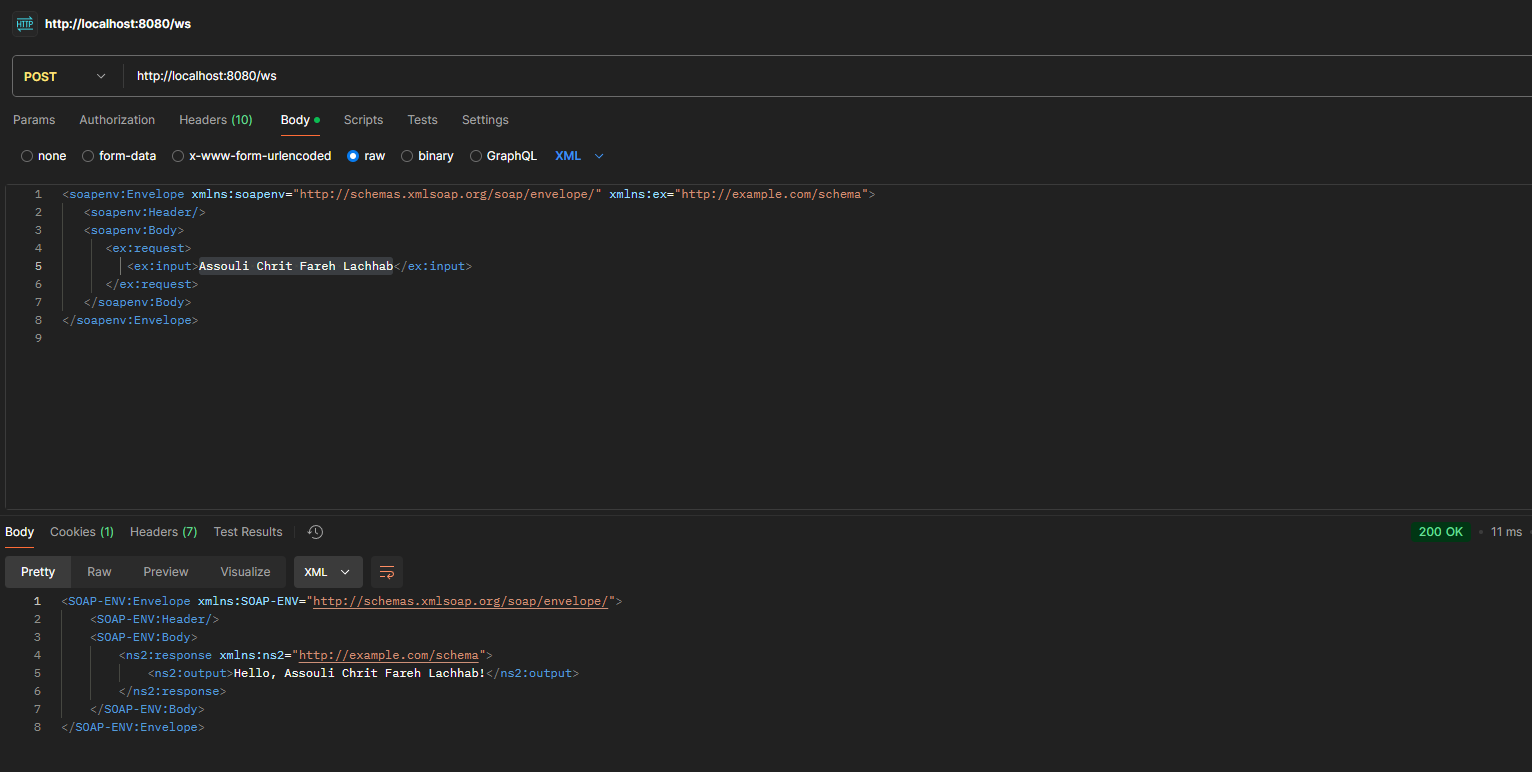 HTTP http://localhost:8080/ws
POST http://localhost:8080/ws
Params Authorization Headers (10) Body Scripts Tests Settings
none form-data x-www-form-urlencoded raw binary GraphQL XML
1 <soapenv:Envelope xmlns:soapenv="http://schemas.xmlsoap.org/soap/envelope/" xmlns:ex="http://example.com/schema">
2 <soapenv:Header/>
3 <soapenv:Body>
4 <ex:request>
5 <ex:input>Assouli Chrit Fareh Lachhab</ex:input>
6 </ex:request>
7 </soapenv:Body>
8 </soapenv:Envelope>
9
Body Cookies (1) Headers (7) Test Results 200 OK • 11 ms
Pretty Raw Preview Visualize XML
1 <SOAP-ENV:Envelope xmlns:SOAP-ENV="http://schemas.xmlsoap.org/soap/envelope/">
2 <SOAP-ENV:Header/>
3 <SOAP-ENV:Body>
4 <ns2:response xmlns:ns2="http://example.com/schema">
5 <ns2:output>Hello, Assouli Chrit Fareh Lachhab!</ns2:output>
6 </ns2:response>
7 </SOAP-ENV:Body>
8 </SOAP-ENV:Envelope>